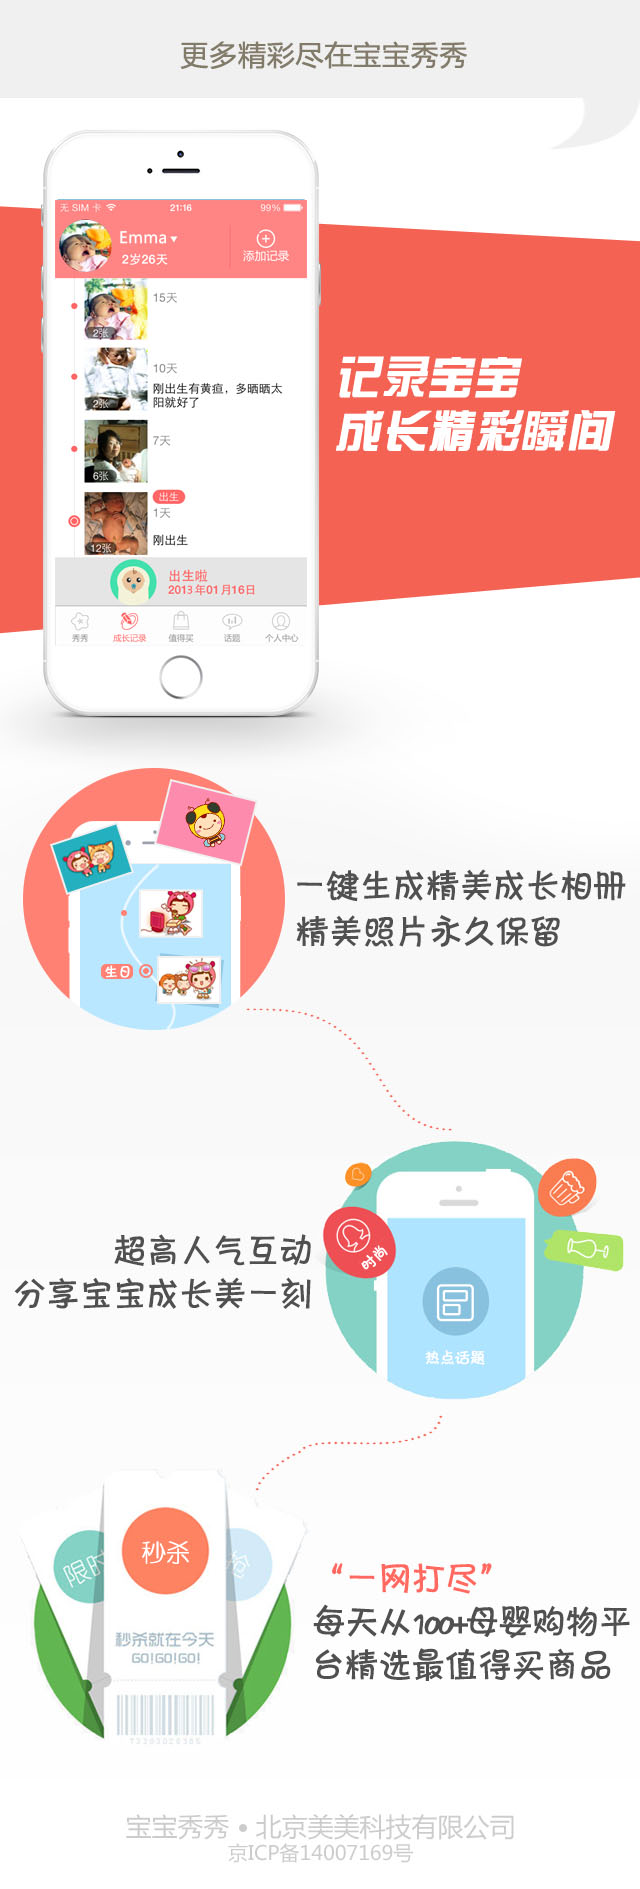 更多精彩尽在宝宝秀秀
无 SIM 卡
21:16
99%
Emma
2岁26天
添加记录
15天
2张
10天
刚出生有黄疸，多晒晒太
阳就好了
2张
7天
6张
出生
1天
刚出生
12张
出生啦
2013年01月16日
秀秀
成长记录
值得买
话题
个人中心
记录宝宝
成长精彩瞬间
生日
一键生成精美成长相册
精美照片永久保留
超高人气互动
分享宝宝成长美一刻
时尚
热点话题
限时
秒杀
抢
秒杀就在今天
GO!GO!GO!
“一网打尽”
每天从100+母婴购物平
台精选最值得买商品
宝宝秀秀·北京美美科技有限公司
京ICP备14007169号